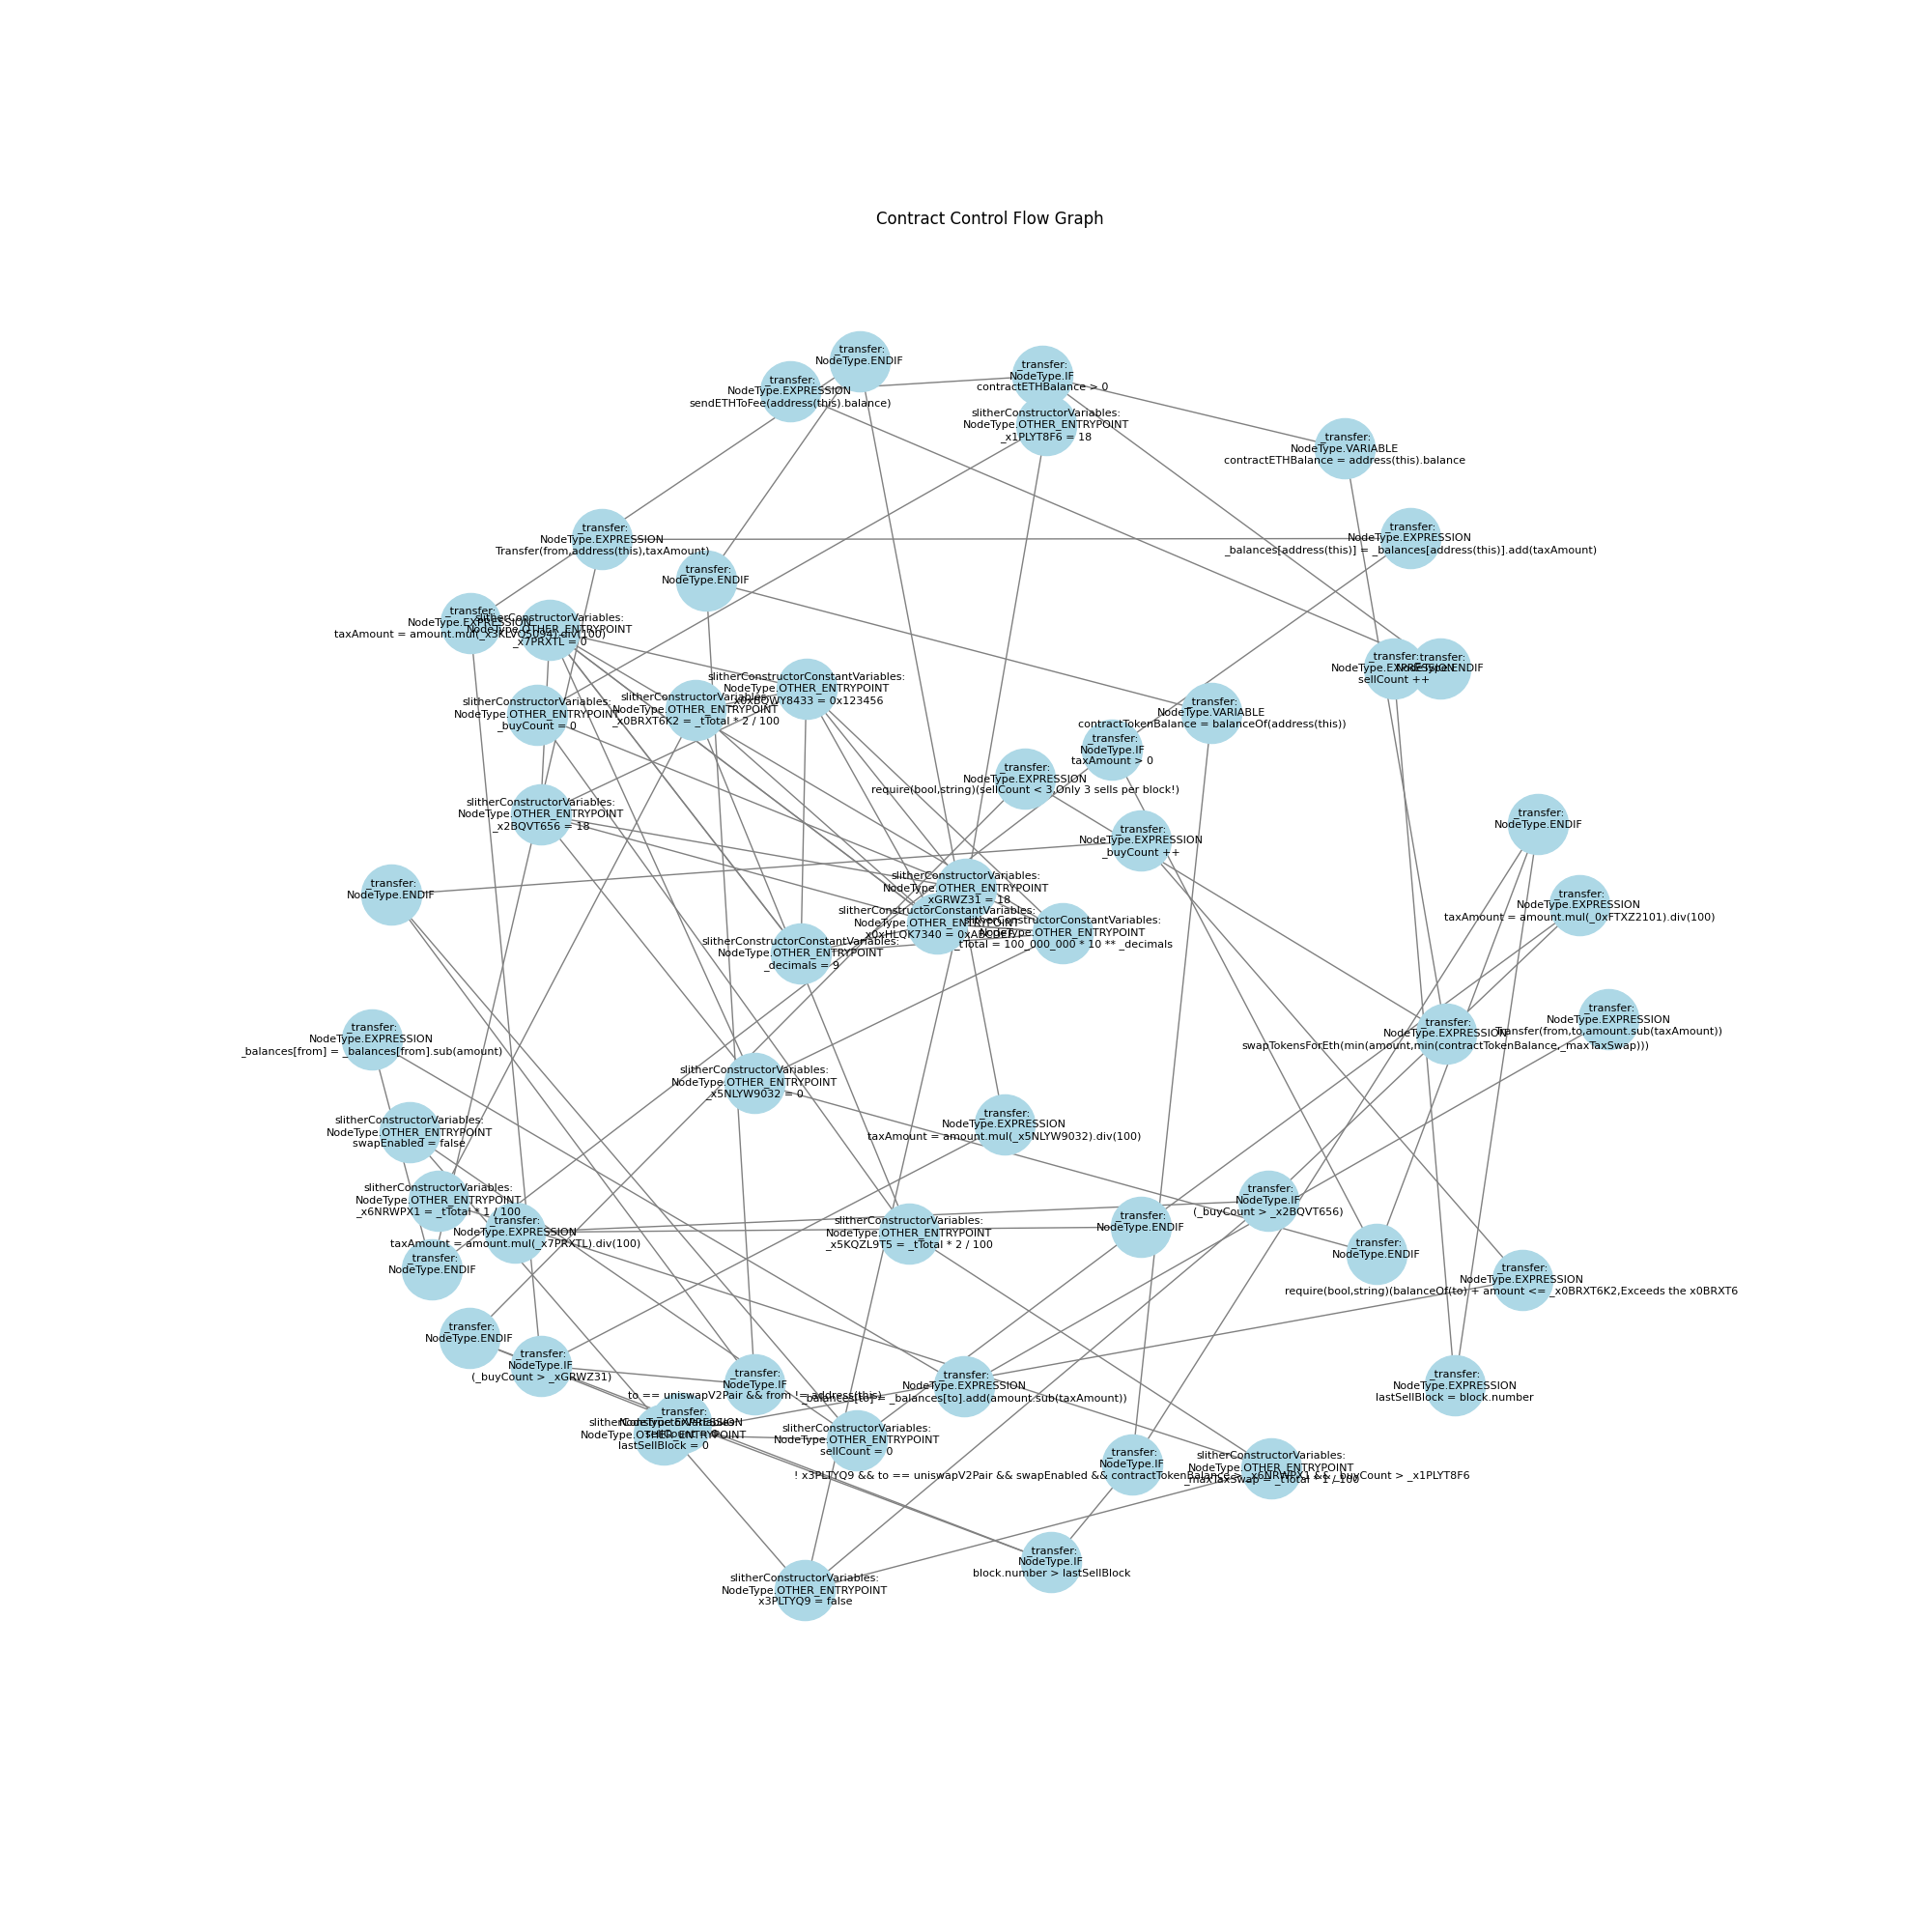 Contract Control Flow Graph
_transfer:
NodeType.ENDIF
_transfer:
NodeType.IF
contractETHBalance > 0
_transfer:
NodeType.EXPRESSION
sendETHToFee(address(this).balance)
slitherConstructorVariables:
NodeType.OTHER_ENTRYPOINT
_x1PLYT8F6 = 18
_transfer:
NodeType.VARIABLE
contractETHBalance = address(this).balance
_transfer:
NodeType.EXPRESSION
Transfer(from,address(this),taxAmount)
_transfer:
NodeType.EXPRESSION
_balances[address(this)] = _balances[address(this)].add(taxAmount)
_transfer:
NodeType.ENDIF
_transfer:
NodeType.EXPRESSION
taxAmount = amount.mul(_x3KLVQ5094).div(100)
slitherConstructorVariables:
NodeType.OTHER_ENTRYPOINT
_x7PRXTL = 0
_transfer:
NodeType.EXPRESSION
sellCount ++
_transfer:
NodeType.ENDIF
slitherConstructorConstantVariables:
NodeType.OTHER_ENTRYPOINT
_x0xBQWY8433 = 0x123456
slitherConstructorVariables:
NodeType.OTHER_ENTRYPOINT
_x0BRXT6K2 = _tTotal * 2 / 100
slitherConstructorVariables:
NodeType.OTHER_ENTRYPOINT
_buyCount = 0
_transfer:
NodeType.VARIABLE
contractTokenBalance = balanceOf(address(this))
_transfer:
NodeType.IF
taxAmount > 0
_transfer:
NodeType.EXPRESSION
require(bool,string)(sellCount < 3,Only 3 sells per block!)
slitherConstructorVariables:
NodeType.OTHER_ENTRYPOINT
_x2BQVT656 = 18
_transfer:
NodeType.EXPRESSION
_buyCount ++
_transfer:
NodeType.ENDIF
_transfer:
NodeType.ENDIF
slitherConstructorVariables:
NodeType.OTHER_ENTRYPOINT
_xGRWZ31 = 18
_transfer:
NodeType.EXPRESSION
taxAmount = amount.mul(_0xFTXZ2101).div(100)
slitherConstructorConstantVariables:
NodeType.OTHER_ENTRYPOINT
_x0xHLQK7340 = 0xABCDEF
slitherConstructorConstantVariables:
NodeType.OTHER_ENTRYPOINT
_tTotal = 100_000_000 * 10 ** _decimals
slitherConstructorConstantVariables:
NodeType.OTHER_ENTRYPOINT
_decimals = 9
_transfer:
NodeType.EXPRESSION
Transfer(from,to,amount.sub(taxAmount))
_transfer:
NodeType.EXPRESSION
swapTokensForEth(min(amount,min(contractTokenBalance,_maxTaxSwap)))
_transfer:
NodeType.EXPRESSION
_balances[from] = _balances[from].sub(amount)
slitherConstructorVariables:
NodeType.OTHER_ENTRYPOINT
_x5NLYW9032 = 0
slitherConstructorVariables:
NodeType.OTHER_ENTRYPOINT
swapEnabled = false
_transfer:
NodeType.EXPRESSION
taxAmount = amount.mul(_x5NLYW9032).div(100)
slitherConstructorVariables:
NodeType.OTHER_ENTRYPOINT
_x6NRWPX1 = _tTotal * 1 / 100
_transfer:
NodeType.IF
(_buyCount > _x2BQVT656)
_transfer:
NodeType.EXPRESSION
taxAmount = amount.mul(_x7PRXTL).div(100)
slitherConstructorVariables:
NodeType.OTHER_ENTRYPOINT
_x5KQZL9T5 = _tTotal * 2 / 100
_transfer:
NodeType.ENDIF
_transfer:
NodeType.ENDIF
_transfer:
NodeType.ENDIF
_transfer:
NodeType.EXPRESSION
require(bool,string)(balanceOf(to) + amount <= _x0BRXT6K2,Exceeds the x0BRXT6
_transfer:
NodeType.ENDIF
_transfer:
NodeType.IF
(_buyCount > _xGRWZ31)
_transfer:
NodeType.IF
to == uniswapV2Pair && from != address(this)
_transfer:
NodeType.EXPRESSION
_balances[to] = _balances[to].add(amount.sub(taxAmount))
_transfer:
NodeType.EXPRESSION
lastSellBlock = block.number
_transfer:
NodeType.EXPRESSION
sellCount = 0
slitherConstructorVariables:
NodeType.OTHER_ENTRYPOINT
lastSellBlock = 0
slitherConstructorVariables:
NodeType.OTHER_ENTRYPOINT
sellCount = 0
_transfer:
NodeType.IF
! x3PLTYQ9 && to == uniswapV2Pair && swapEnabled && contractTokenBalance > _x6NRWPX1 && _buyCount > _x1PLYT8F6
slitherConstructorVariables:
NodeType.OTHER_ENTRYPOINT
_maxTaxSwap = _tTotal * 1 / 100
_transfer:
NodeType.IF
block.number > lastSellBlock
slitherConstructorVariables:
NodeType.OTHER_ENTRYPOINT
x3PLTYQ9 = false